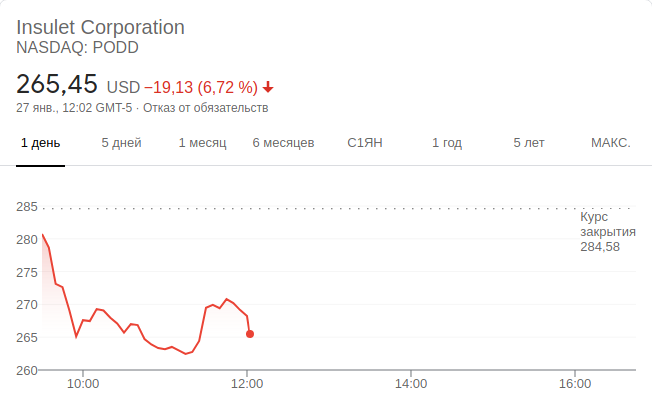 Insulet Corporation
NASDAQ: PODD
265,45 USD −19,13 (6,72 %)
27 янв., 12:02 GMT-5 · Отказ от обязательств
1 день 5 дней 1 месяц 6 месяцев С1ЯН 1 год 5 лет МАКС.
285
Курс
закрытия
284,58
280
275
270
265
260
10:00 12:00 14:00 16:00